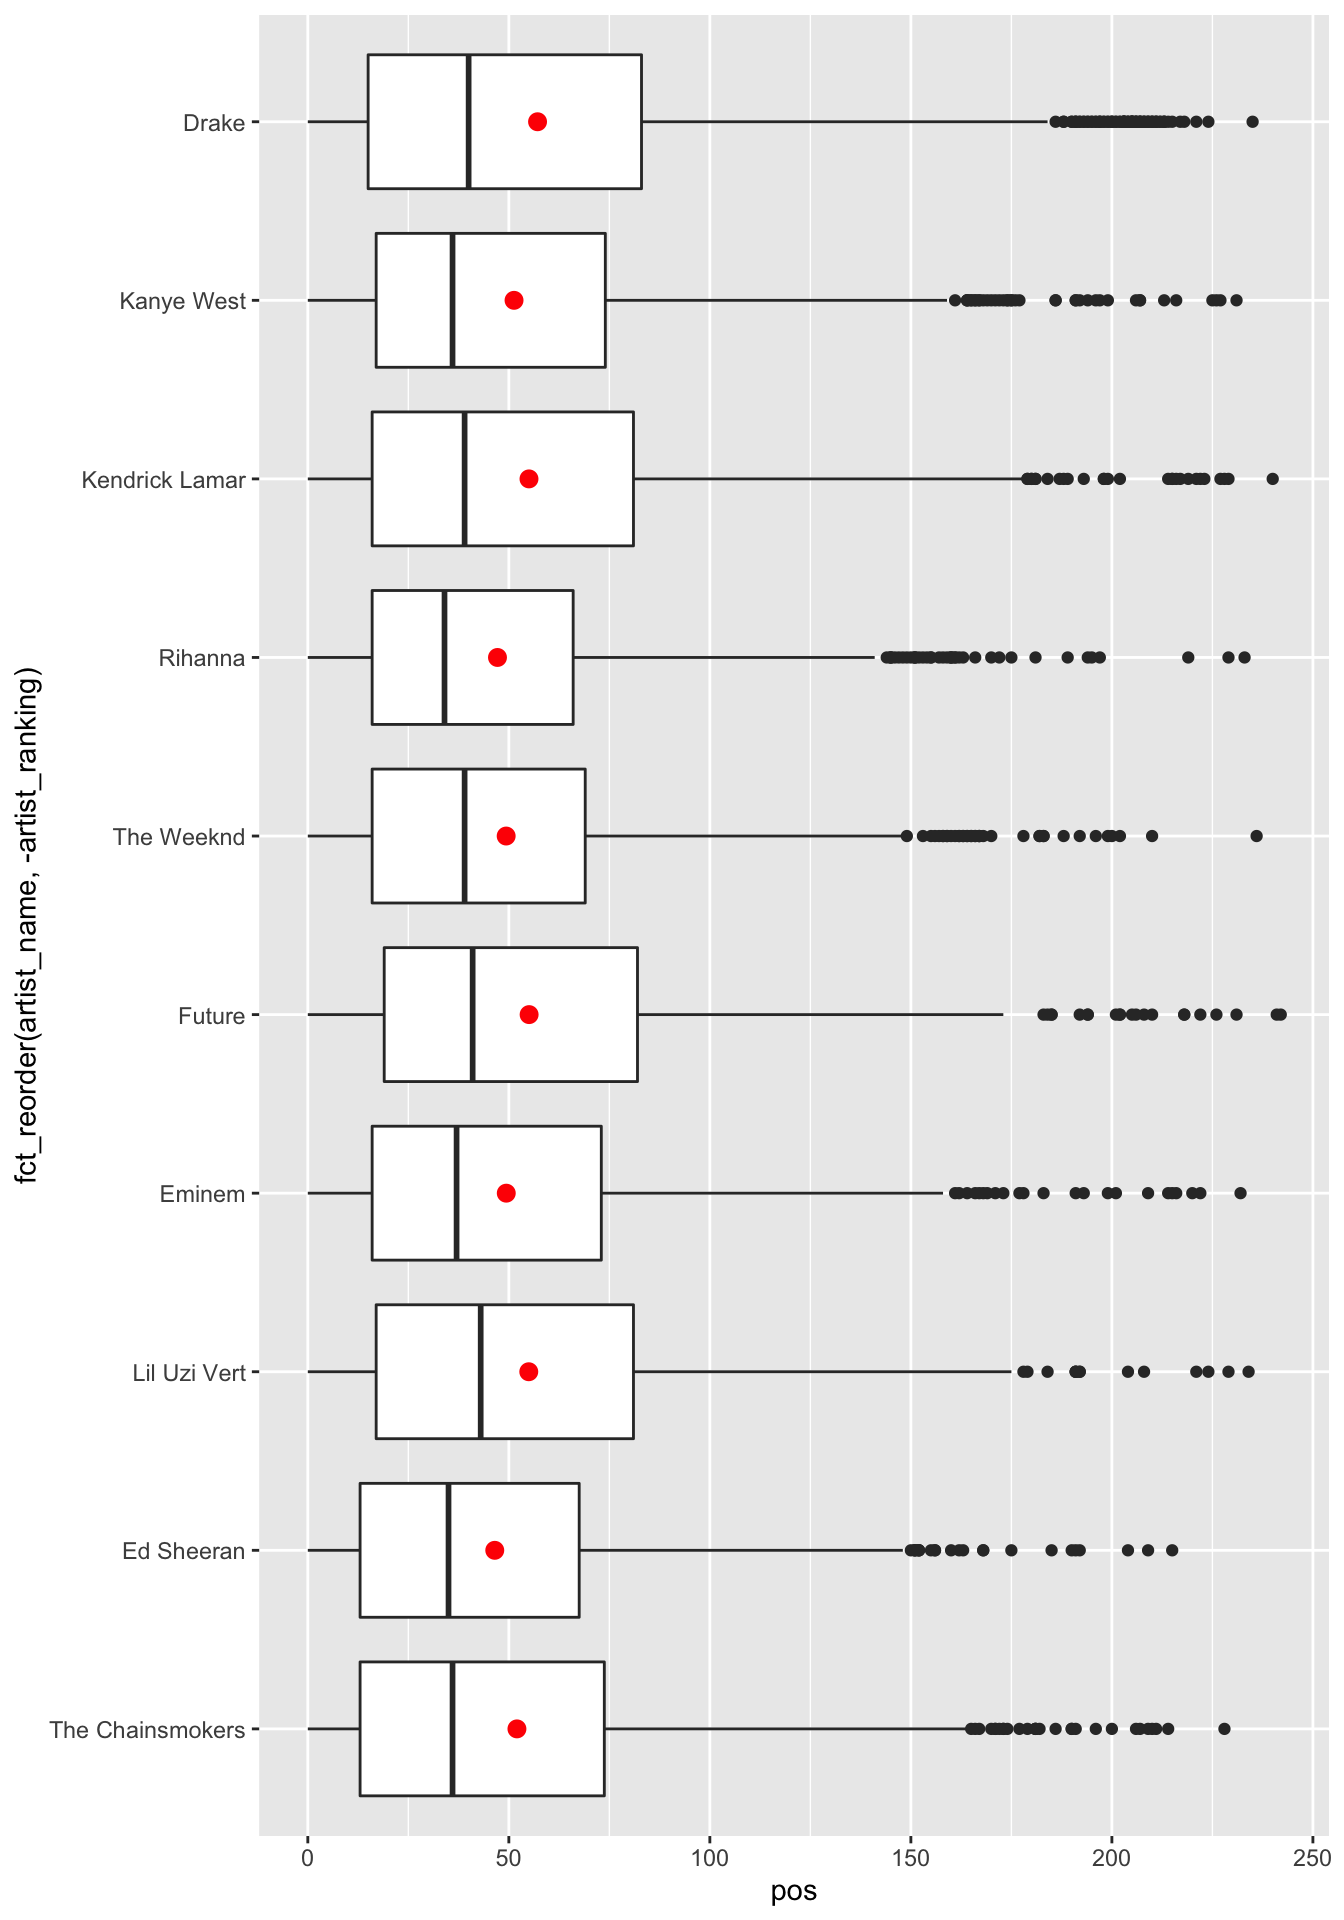 fct_reorder(artist_name, -artist_ranking)
Drake
Kanye West
Kendrick Lamar
Rihanna
The Weeknd
Future
Eminem
Lil Uzi Vert
Ed Sheeran
The Chainsmokers
0 50 100 150 200 250
pos